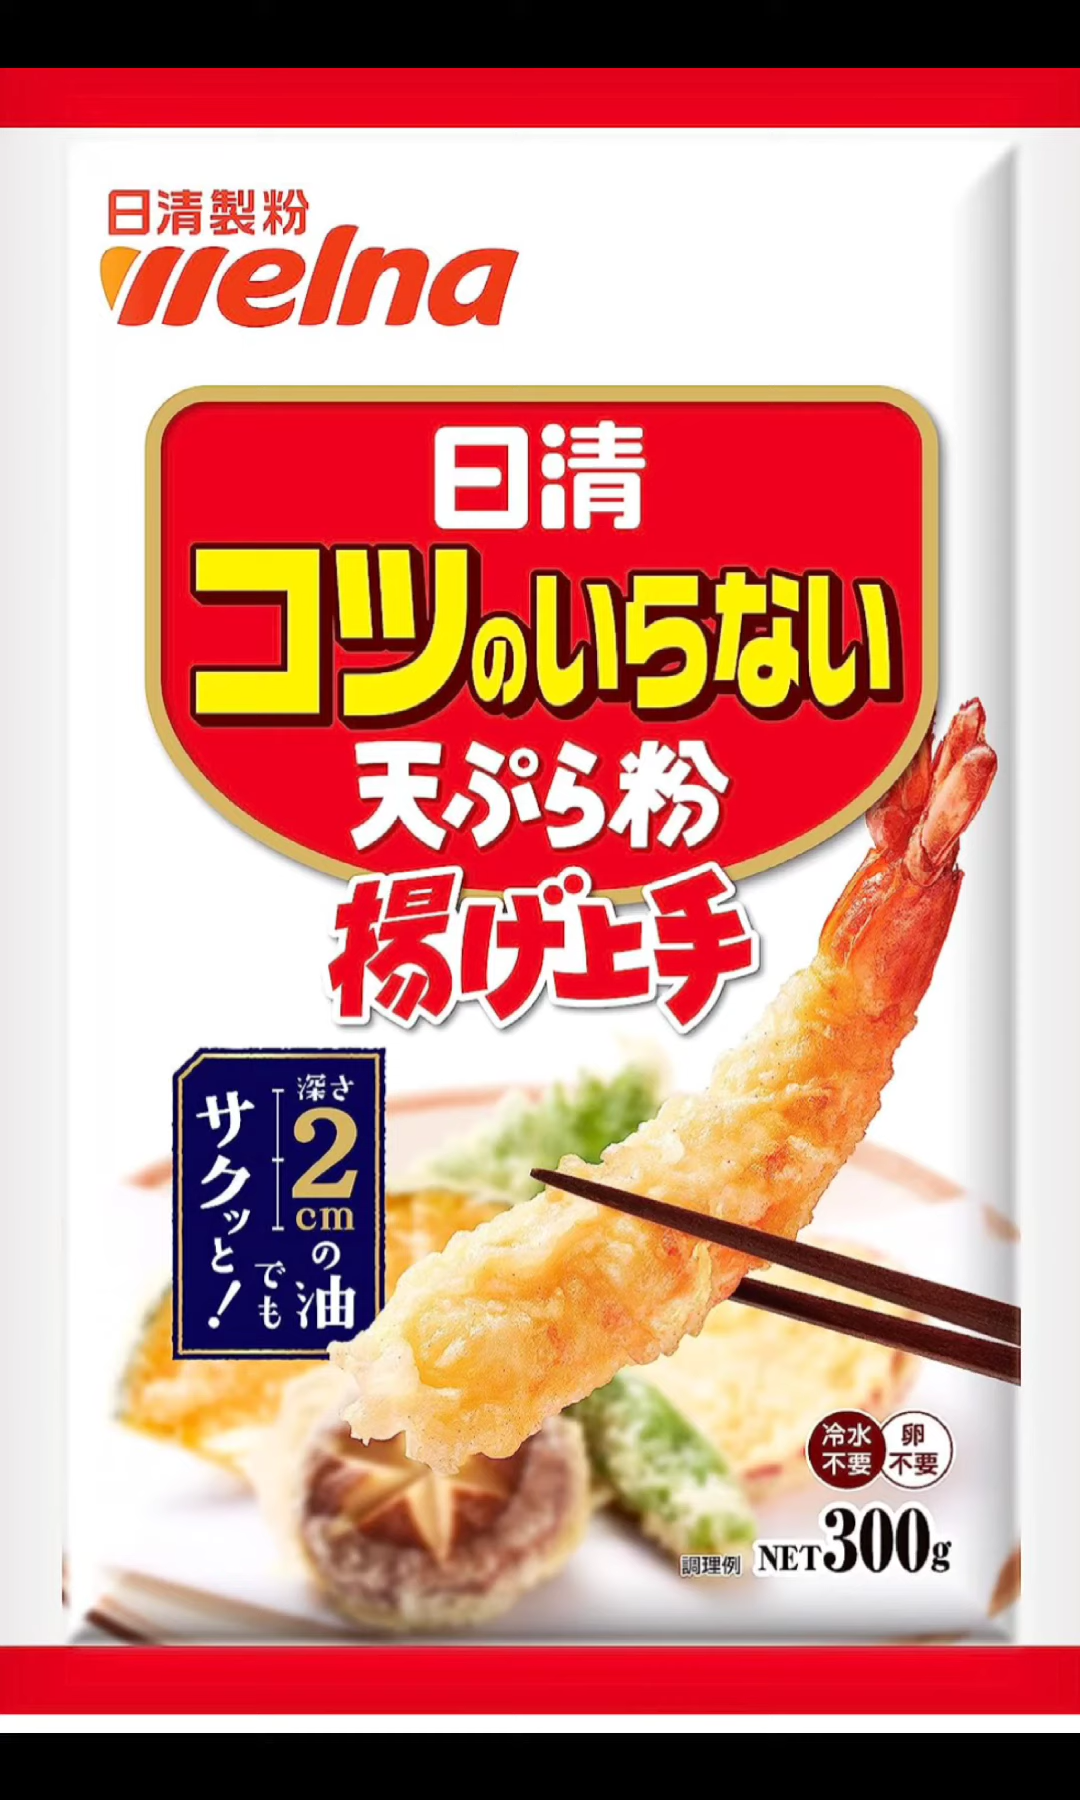 日清製粉
welna
日清
コツのいらない
天ぷら粉
揚げ上手
深さ2cmの油
でも
サクッと!
冷水不要
卵不要
調理例
NET300g